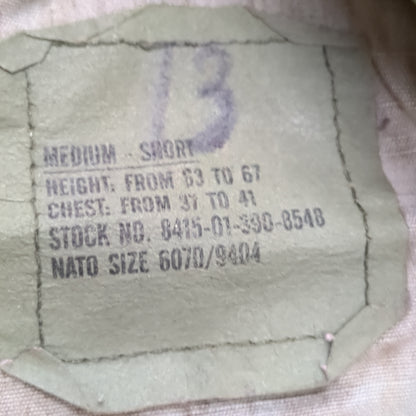 13
MEDIUM - SHORT
HEIGHT: FROM 63 TO 67
CHEST: FROM 37 TO 41
STOCK NO. 8415-01-390-8548
NATO SIZE 6070/9404